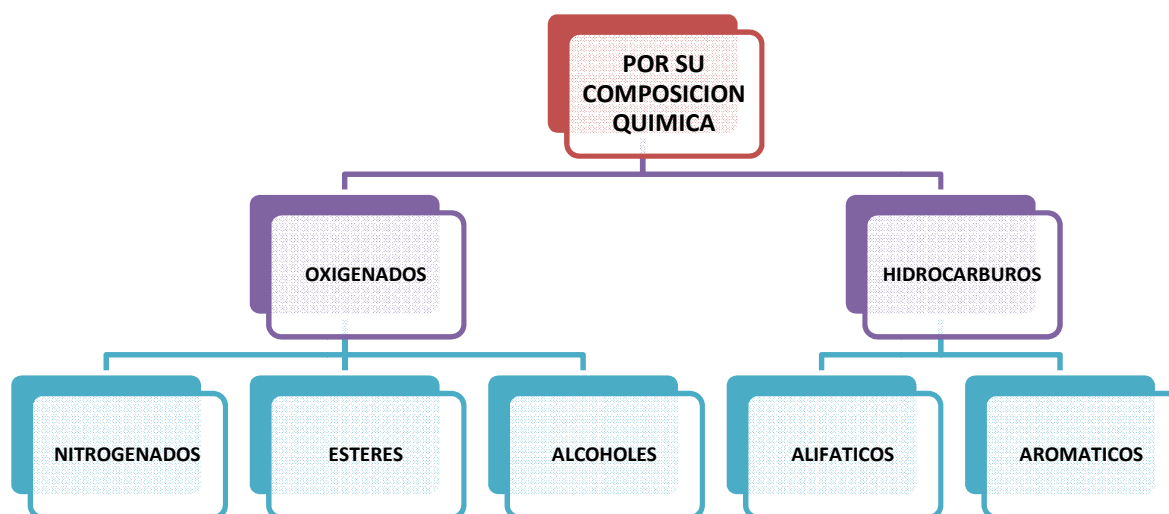 POR SU
COMPOSICION
QUIMICA
OXIGENADOS
HIDROCARBUROS
NITROGENADOS
ESTERES
ALCOHOLES
ALIFATICOS
AROMATICOS